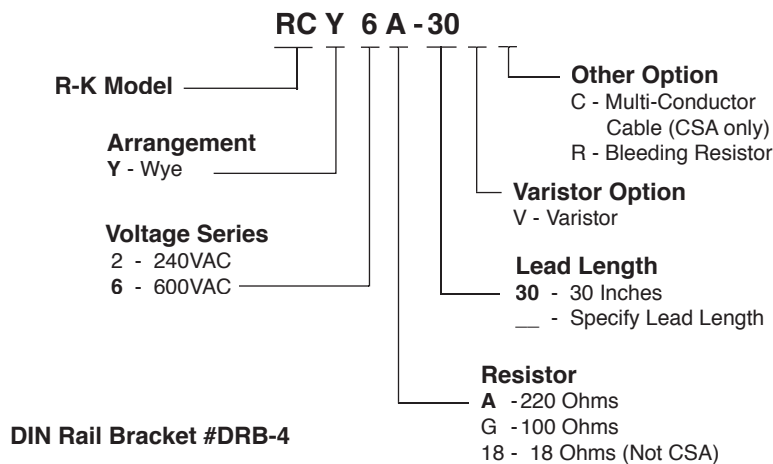 RC Y 6 A - 30
R-K Model
Arrangement
Y - Wye
Voltage Series
2 - 240VAC
6 - 600VAC
Other Option
C - Multi-Conductor
Cable (CSA only)
R - Bleeding Resistor
Varistor Option
V - Varistor
Lead Length
30 - 30 Inches
__ - Specify Lead Length
Resistor
A - 220 Ohms
G - 100 Ohms
18 - 18 Ohms (Not CSA)
DIN Rail Bracket #DRB-4